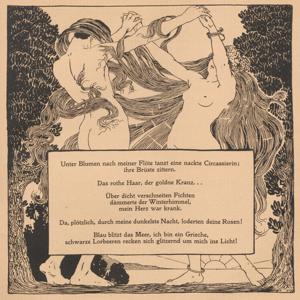 Unter Blumen nach meiner Flöte tanzt eine nackte Circassierin;
ihre Brüste zittern.
Das rothe Haar, der goldne Kranz...
Über dicht verschneiten Fichten
dämmerte der Winterhimmel,
mein Herz war krank.
Da, plötzlich, durch meine dunkelste Nacht, loderten deine Rosen!
Blau blitzt das Meer, ich bin ein Grieche,
schwarze Lorbeeren recken sich glitzernd um mich ins Licht!